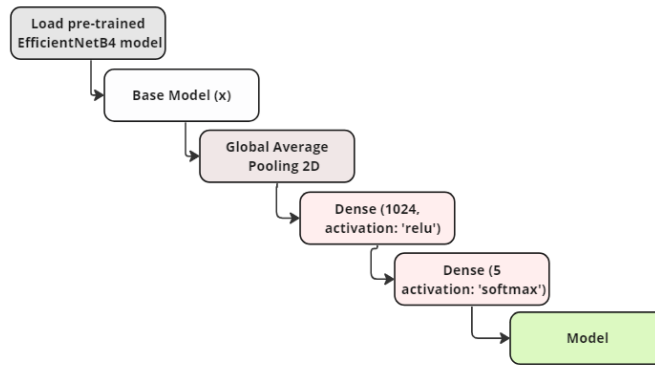 Load pre-trained
EfficientNetB4 model
Base Model (x)
Global Average
Pooling 2D
Dense (1024,
activation: 'relu')
Dense (5
activation: 'softmax')
Model